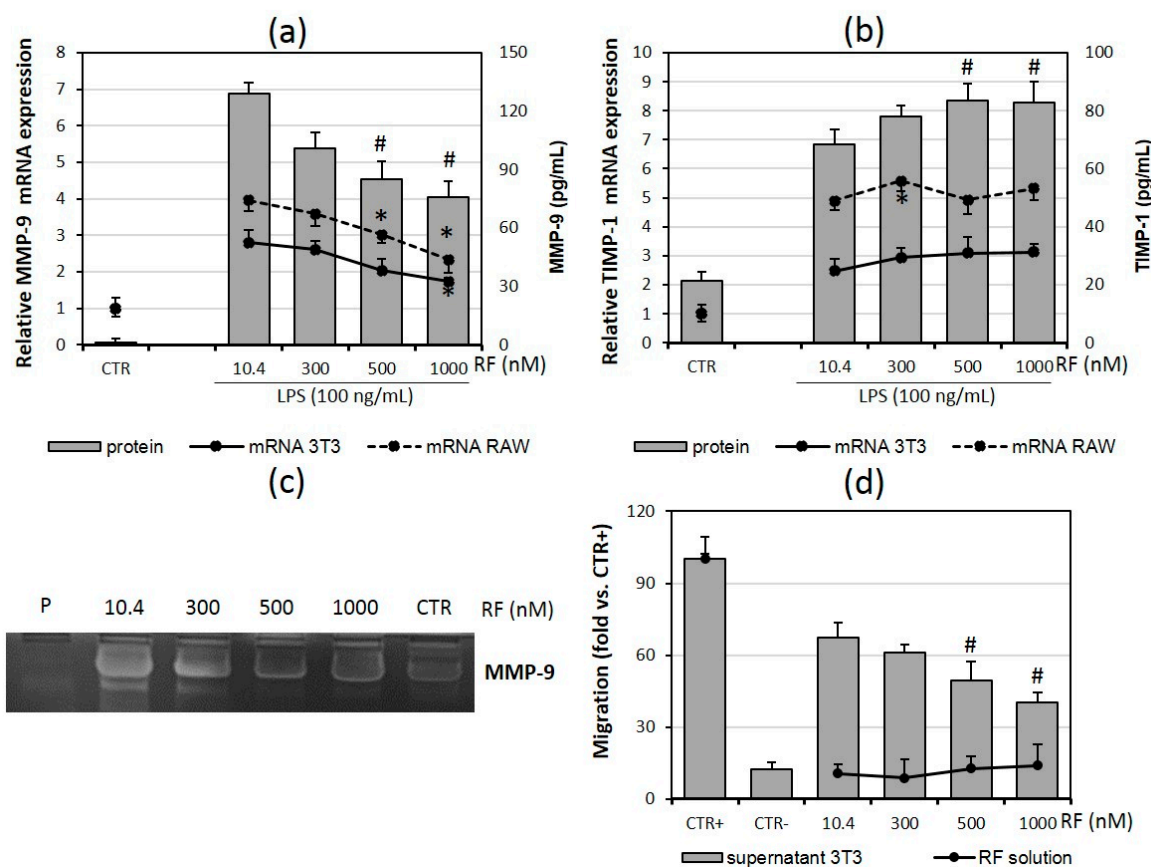 (a)
Relative MMP-9 mRNA expression
8
7
6
5
4
3
2
1
0
150
120
90
60
30
0
MMP-9 (pg/mL)
#
#
*
*
*
CTR
10.4
300
500
1000
RF (nM)
LPS (100 ng/mL)
protein
mRNA 3T3
mRNA RAW
(b)
Relative TIMP-1 mRNA expression
10
9
8
7
6
5
4
3
2
1
0
100
80
60
40
20
0
TIMP-1 (pg/mL)
#
#
*
CTR
10.4
300
500
1000
RF (nM)
LPS (100 ng/mL)
protein
mRNA 3T3
mRNA RAW
(c)
P 10.4 300 500 1000 CTR RF (nM)
MMP-9
(d)
Migration (fold vs. CTR+)
120
90
60
30
0
#
#
CTR+
CTR-
10.4
300
500
1000
RF (nM)
supernatant 3T3
RF solution